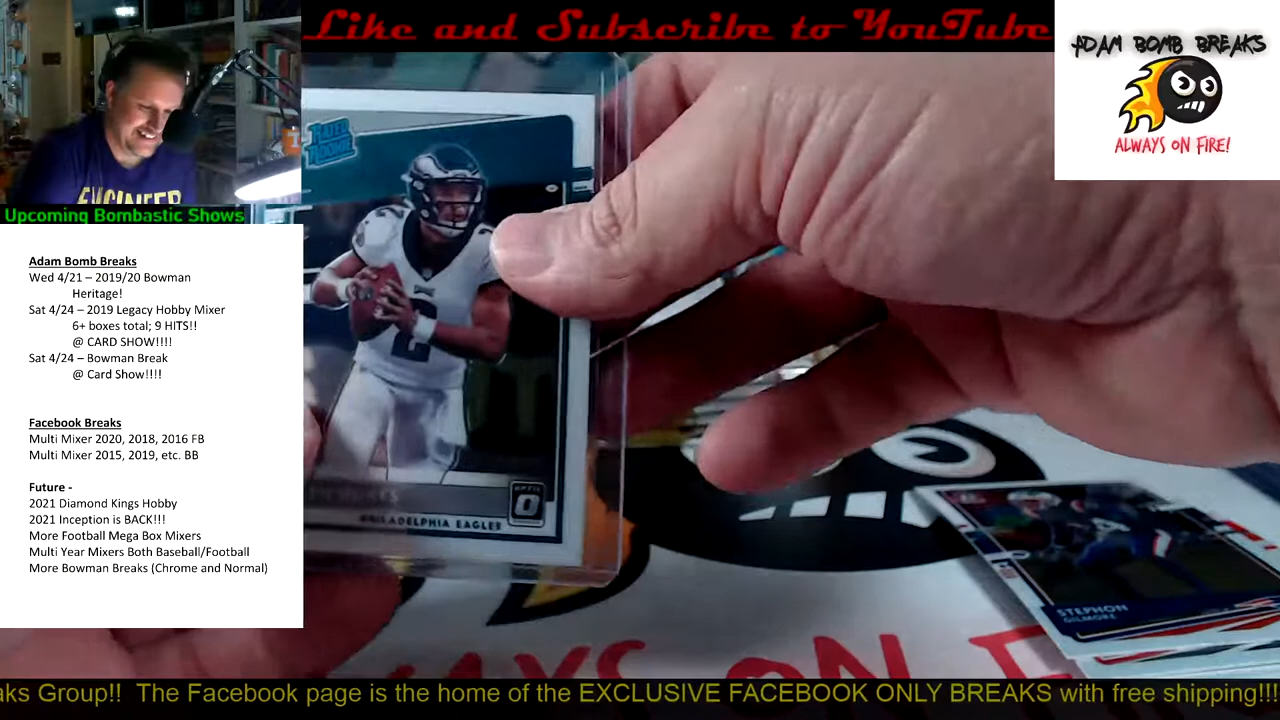 Like and Subscribe to YouTube
ADAM BOMB BREAKS
ALWAYS ON FIRE!
Upcoming Bombastic Shows
Adam Bomb Breaks
Wed 4/21 – 2019/20 Bowman
Heritage!
Sat 4/24 – 2019 Legacy Hobby Mixer
6+ boxes total; 9 HITS!!
@ CARD SHOW!!!!
Sat 4/24 – Bowman Break
@ Card Show!!!!
Facebook Breaks
Multi Mixer 2020, 2018, 2016 FB
Multi Mixer 2015, 2019, etc. BB
Future -
2021 Diamond Kings Hobby
2021 Inception is BACK!!!
More Football Mega Box Mixers
Multi Year Mixers Both Baseball/Football
More Bowman Breaks (Chrome and Normal)
RATED
ROOKIE
2
OPTIC
PHILADELPHIA EAGLES
STEPHON
GILMORE
ON
aks Group!! The Facebook page is the home of the EXCLUSIVE FACEBOOK ONLY BREAKS with free shipping!!!